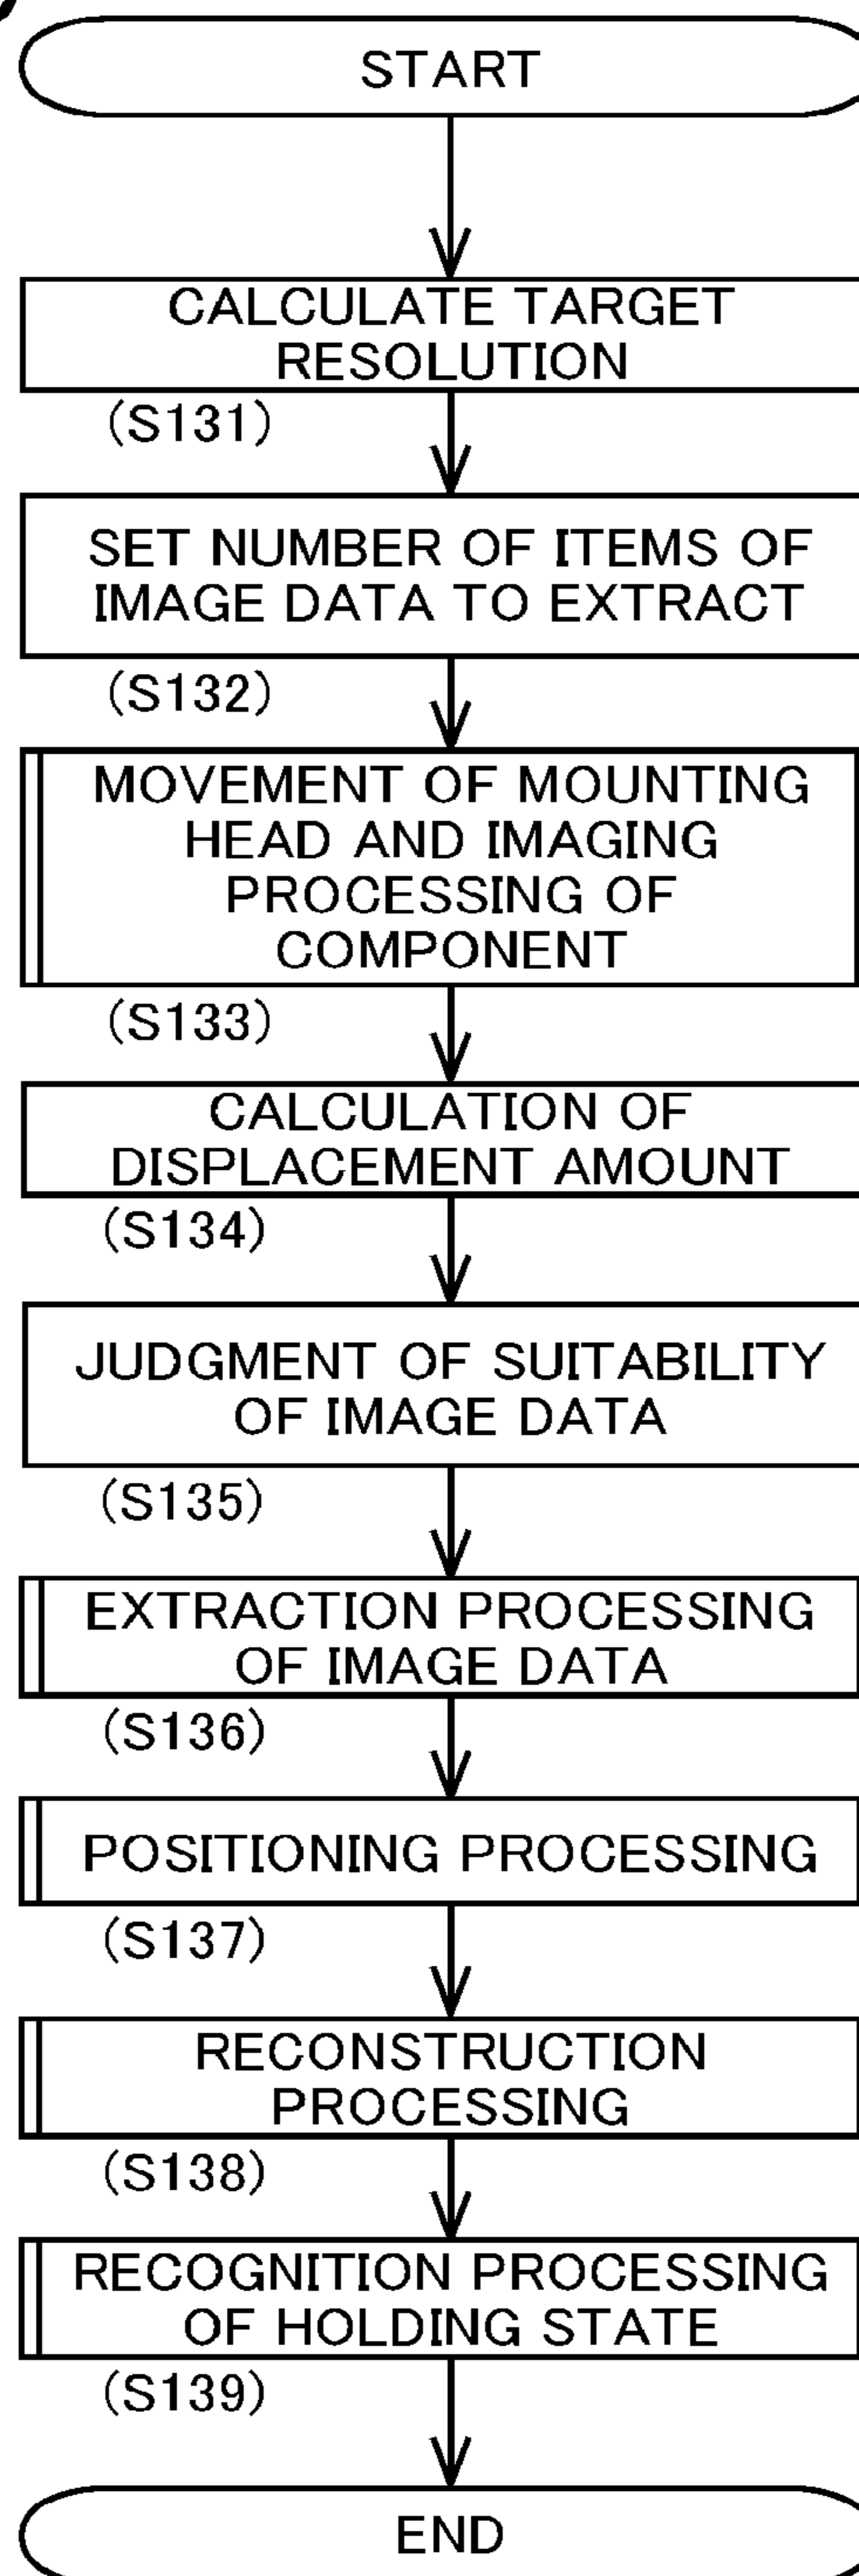 START
CALCULATE TARGET
RESOLUTION
(S131)
SET NUMBER OF ITEMS OF
IMAGE DATA TO EXTRACT
(S132)
MOVEMENT OF MOUNTING
HEAD AND IMAGING
PROCESSING OF
COMPONENT
(S133)
CALCULATION OF
DISPLACEMENT AMOUNT
(S134)
JUDGMENT OF SUITABILITY
OF IMAGE DATA
(S135)
EXTRACTION PROCESSING
OF IMAGE DATA
(S136)
POSITIONING PROCESSING
(S137)
RECONSTRUCTION
PROCESSING
(S138)
RECOGNITION PROCESSING
OF HOLDING STATE
(S139)
END